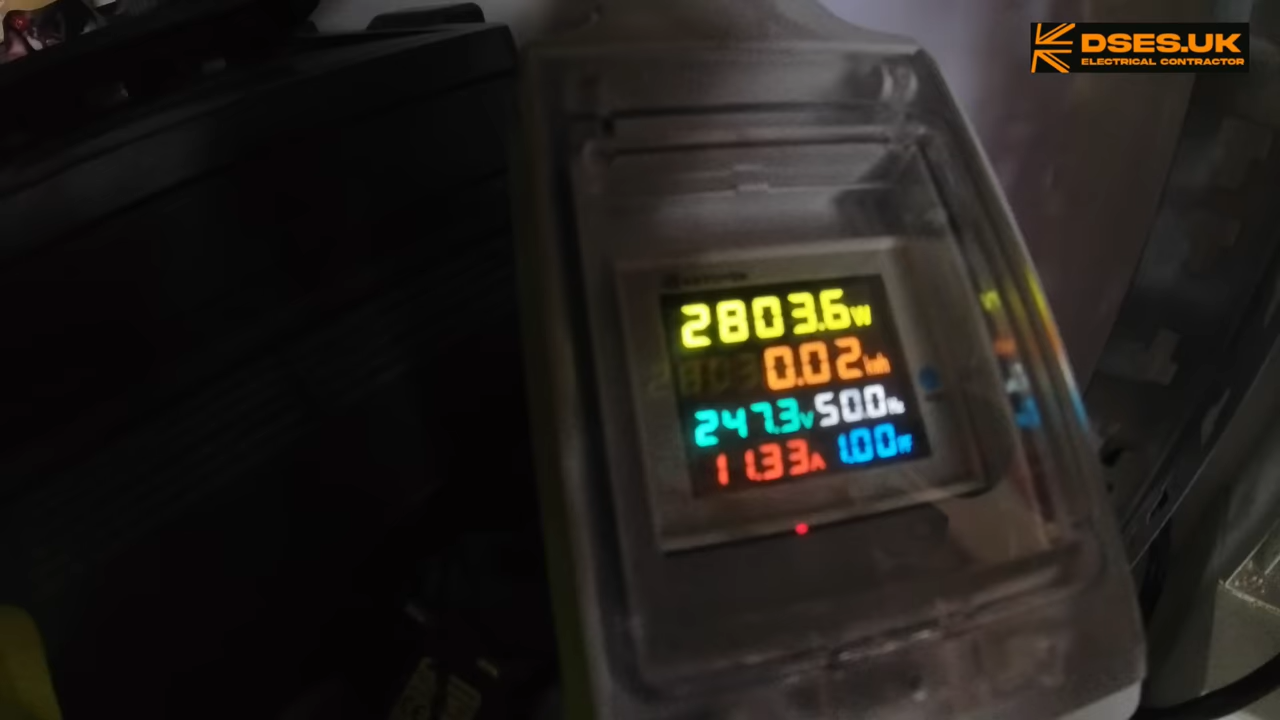 DSES.UK
ELECTRICAL CONTRACTOR
2803.6W
0.02kwh
247.3V 50.0Hz
11.33A 1.00PF